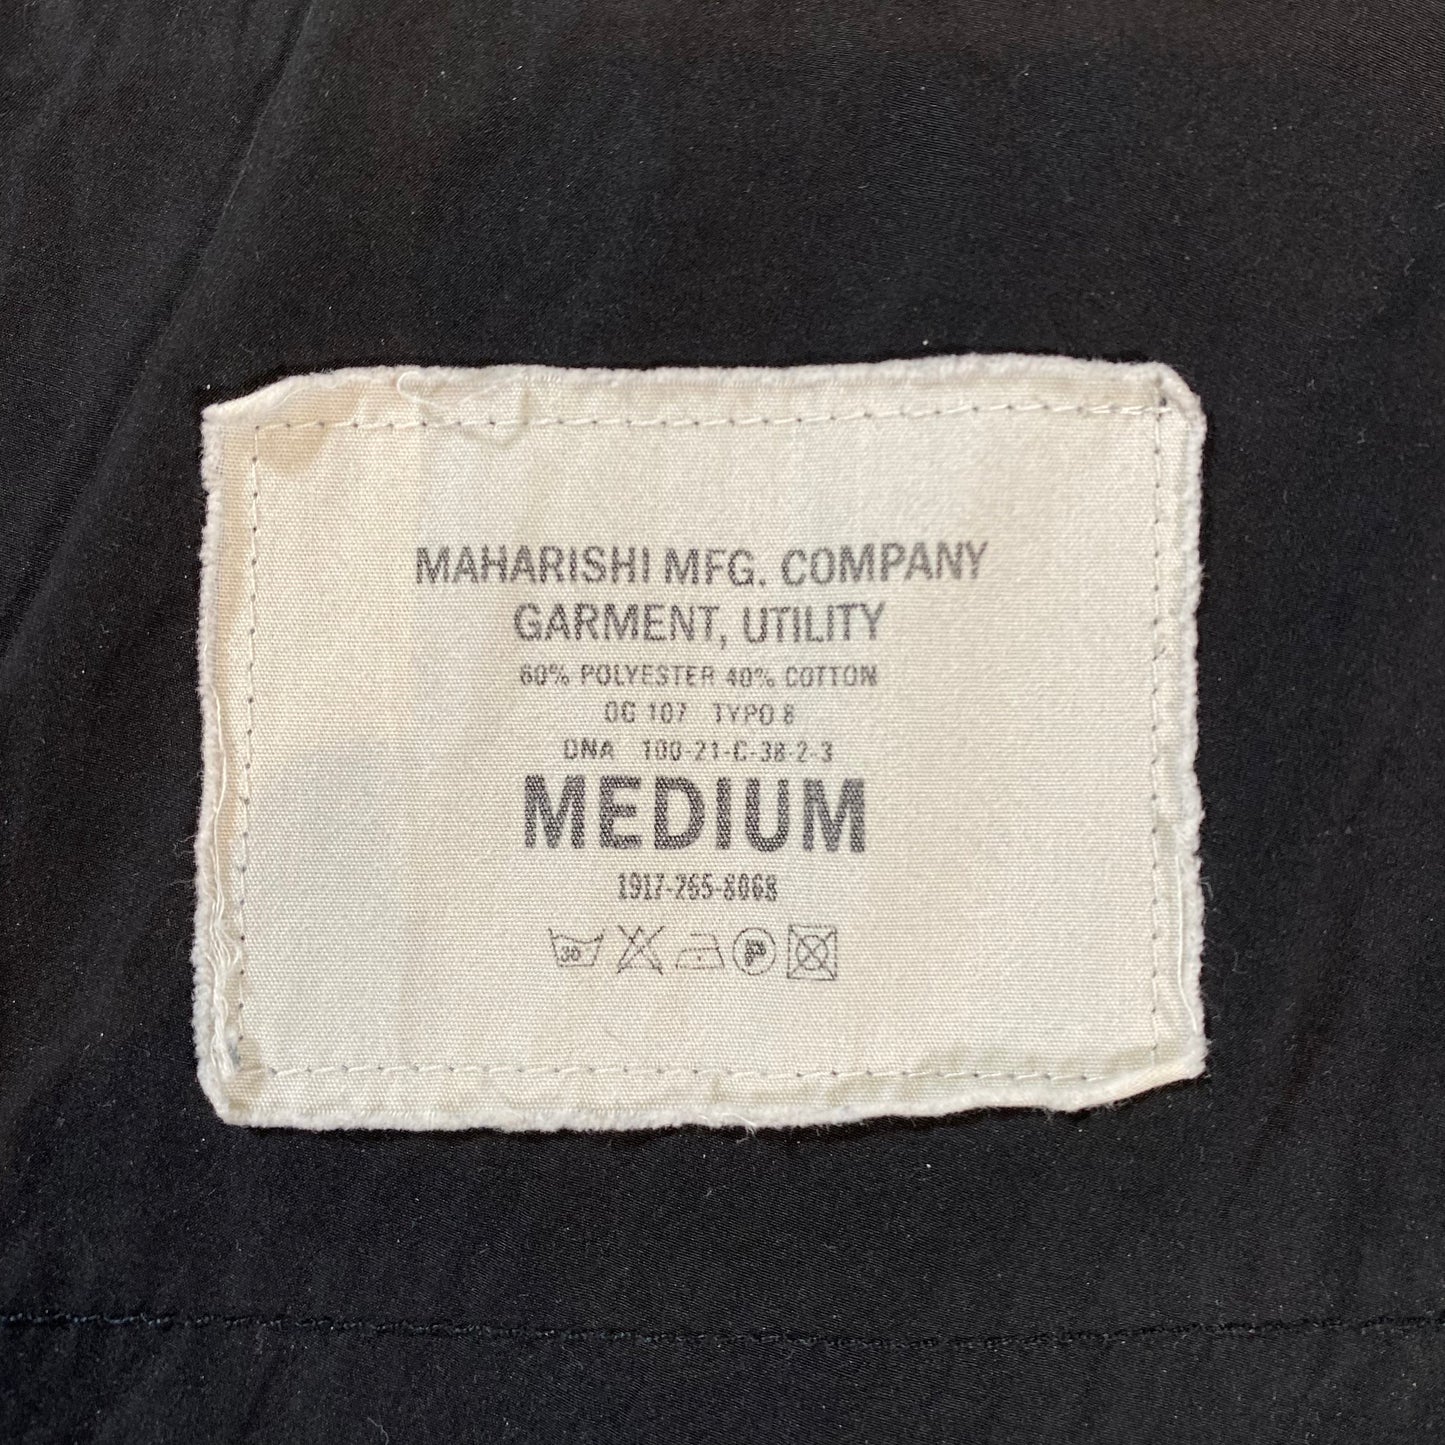 MAHARISHI MFG. COMPANY
GARMENT, UTILITY
60% POLYESTER 40% COTTON
OG 107 TYPO 8
DNA 100-21-C-38-2-3
MEDIUM
1917-265-8068
30 P